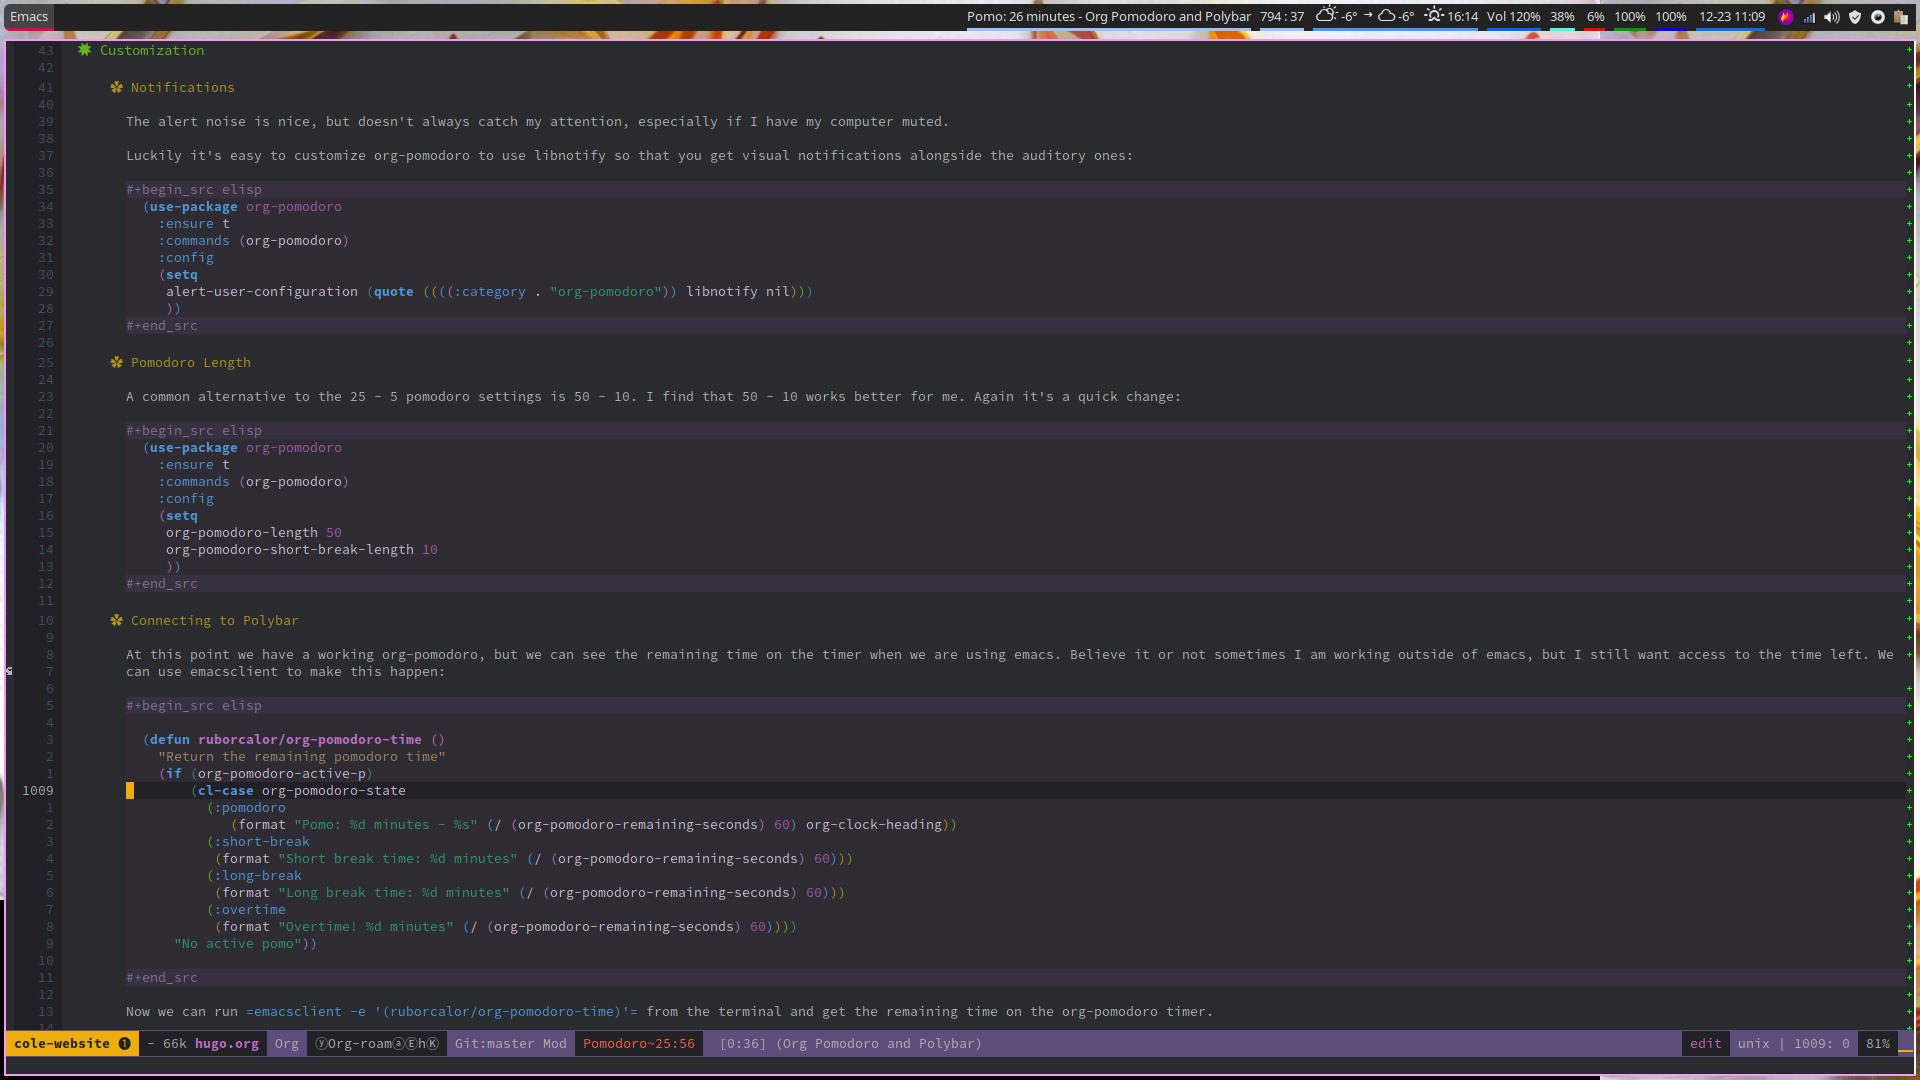 Emacs
Pomo: 26 minutes - Org Pomodoro and Polybar 794 : 37 -6° → -6° 16:14 Vol 120% 38% 6% 100% 100% 12-23 11:09
43 Customization
42
41 Notifications
40
39 The alert noise is nice, but doesn't always catch my attention, especially if I have my computer muted.
38
37 Luckily it's easy to customize org-pomodoro to use libnotify so that you get visual notifications alongside the auditory ones:
36
35 #+begin_src elisp
34 (use-package org-pomodoro
33 :ensure t
32 :commands (org-pomodoro)
31 :config
30 (setq
29 alert-user-configuration (quote ((((:category . "org-pomodoro")) libnotify nil)))
28 ))
27 #+end_src
26
25 Pomodoro Length
24
23 A common alternative to the 25 - 5 pomodoro settings is 50 - 10. I find that 50 - 10 works better for me. Again it's a quick change:
22
21 #+begin_src elisp
20 (use-package org-pomodoro
19 :ensure t
18 :commands (org-pomodoro)
17 :config
16 (setq
15 org-pomodoro-length 50
14 org-pomodoro-short-break-length 10
13 ))
12 #+end_src
11
10 Connecting to Polybar
9
8 At this point we have a working org-pomodoro, but we can see the remaining time on the timer when we are using emacs. Believe it or not sometimes I am working outside of emacs, but I still want access to the time left. We
7 can use emacsclient to make this happen:
6
5 #+begin_src elisp
4
3 (defun ruborcalor/org-pomodoro-time ()
2 "Return the remaining pomodoro time"
1 (if (org-pomodoro-active-p)
1009 (cl-case org-pomodoro-state
1 (:pomodoro
2 (format "Pomo: %d minutes - %s" (/ (org-pomodoro-remaining-seconds) 60) org-clock-heading))
3 (:short-break
4 (format "Short break time: %d minutes" (/ (org-pomodoro-remaining-seconds) 60)))
5 (:long-break
6 (format "Long break time: %d minutes" (/ (org-pomodoro-remaining-seconds) 60)))
7 (:overtime
8 (format "Overtime! %d minutes" (/ (org-pomodoro-remaining-seconds) 60))))
9 "No active pomo"))
10
11 #+end_src
12
13 Now we can run =emacsclient -e '(ruborcalor/org-pomodoro-time)'= from the terminal and get the remaining time on the org-pomodoro timer.
14
cole-website ❶ - 66k hugo.org Org ⓨOrg-roamⓐⒺhⓀ Git:master Mod Pomodoro~25:56 [0:36] (Org Pomodoro and Polybar) edit unix | 1009: 0 81%